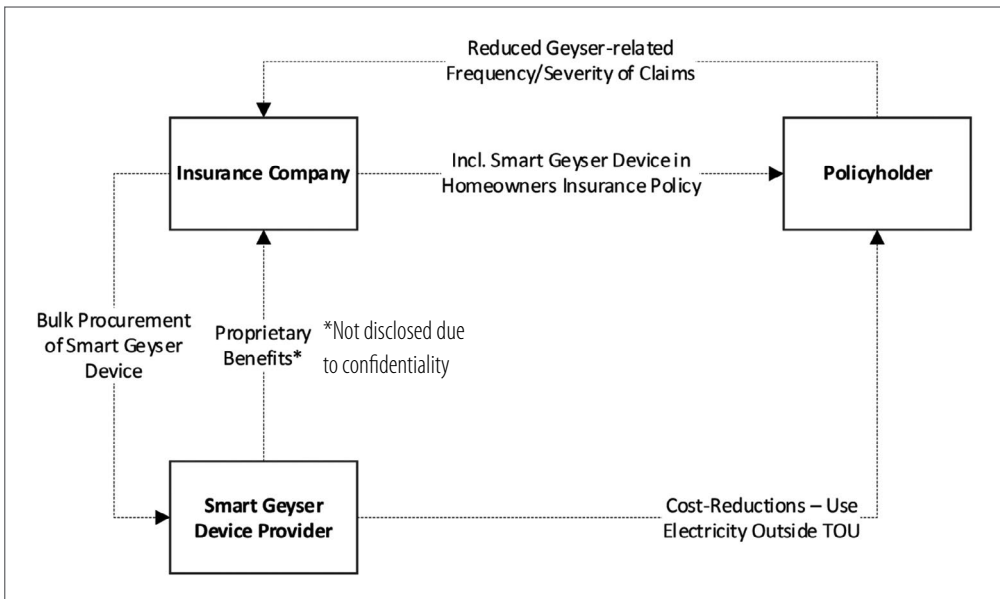 Reduced Geyser-related
Frequency/Severity of Claims
Insurance Company
Incl. Smart Geyser Device in
Homeowners Insurance Policy
Policyholder
Bulk Procurement
of Smart Geyser
Device
Proprietary
Benefits*
*Not disclosed due
to confidentiality
Smart Geyser
Device Provider
Cost-Reductions – Use
Electricity Outside TOU